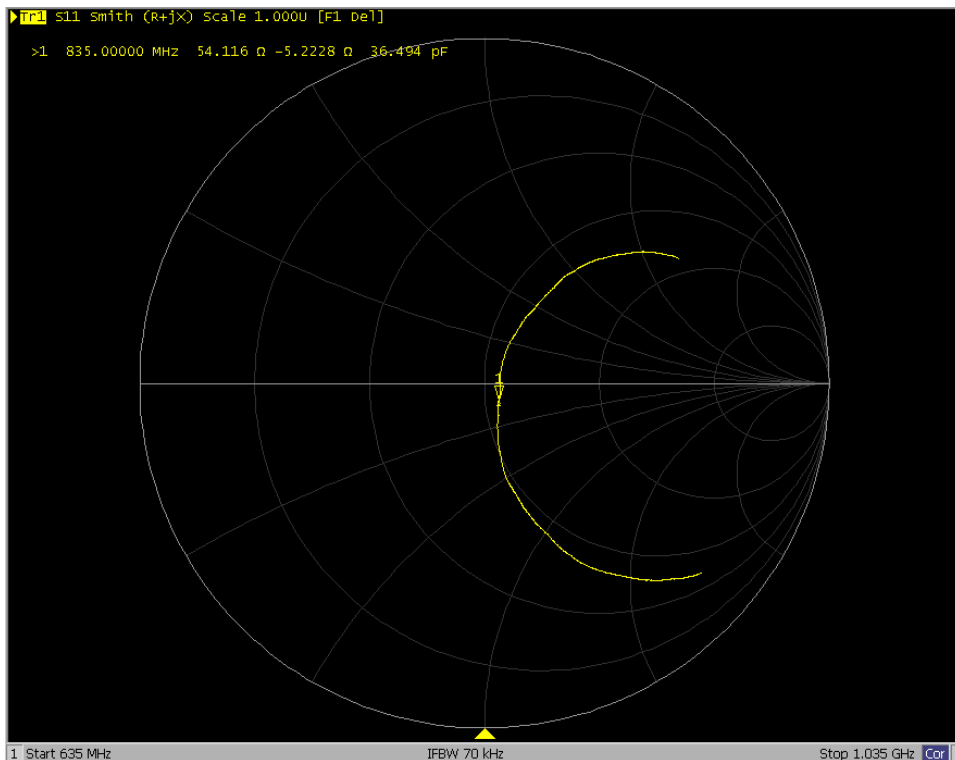 Tr1 S11 Smith (R+jX) Scale 1.000U [F1 Del]
>1 835.00000 MHz 54.116 Ω -5.2228 Ω 36.494 pF
1
1 Start 635 MHz IFBW 70 kHz Stop 1.035 GHz Cor